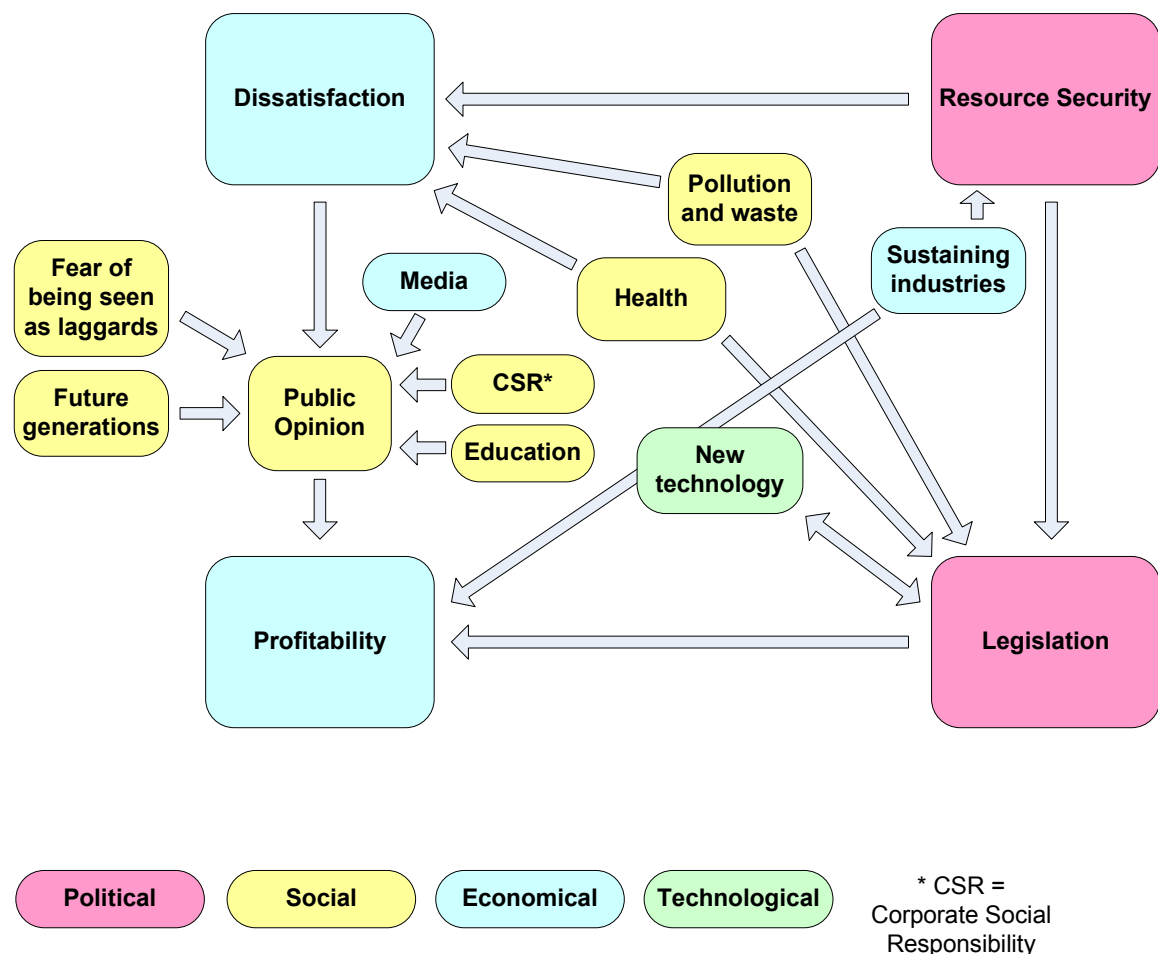 Dissatisfaction
Resource Security
Pollution
and waste
Sustaining
industries
Fear of
being seen
as laggards
Media
Health
Future
generations
Public
Opinion
CSR*
Education
New
technology
Profitability
Legislation
Political
Social
Economical
Technological
* CSR =
Corporate Social
Responsibility